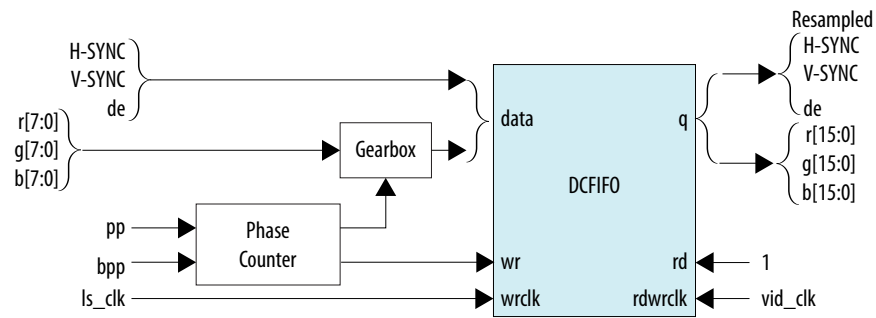 H-SYNC
V-SYNC
de
r[7:0]
g[7:0]
b[7:0]
Gearbox
pp
bpp
Phase
Counter
ls_clk
data
q
DCFIFO
wr
rd
wrclk
rdwrclk
1
vid_clk
Resampled
H-SYNC
V-SYNC
de
r[15:0]
g[15:0]
b[15:0]